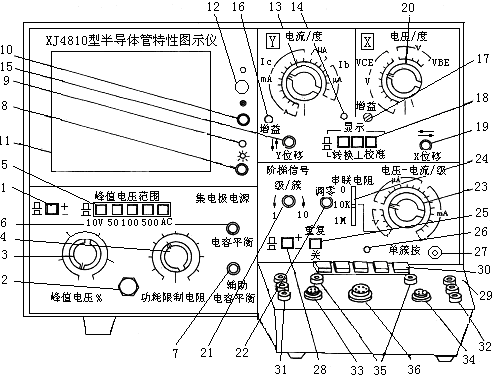 12 16 13 14 20
XJ4810型半导体管特性图示仪
Y 电流/度
X 电压/度
10
15
9
8
11
5
1
6
4
3
2
Ic
mA
μA
Ib
μA
VCE
V
V
VBE
V
17
18
19
24
23
25
26
27
30
29
增益
增益
显示
Y位移
转换⊥校准
X位移
阶梯信号
级/簇
调零
1
10
串联电阻
0
10K
1M
电压-电流/级
V
mA
重复
关
单簇按
峰值电压范围
+
-
10V 50 100 500 AC
集电极电源
电容平衡
辅助
电容平衡
峰值电压%
功耗限制电阻
+
-
7 21 22 31 28 33 35 36 34 32